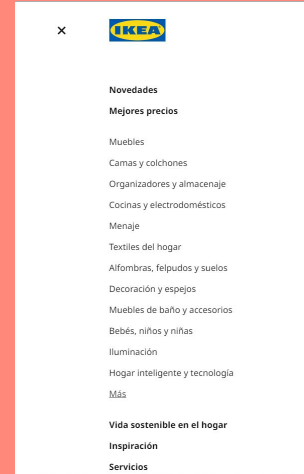 IKEA
Novedades
Mejores precios
Muebles
Camas y colchones
Organizadores y almacenaje
Cocinas y electrodomésticos
Menaje
Textiles del hogar
Alfombras, felpudos y suelos
Decoración y espejos
Muebles de baño y accesorios
Bebés, niños y niñas
Iluminación
Hogar inteligente y tecnología
Más
Vida sostenible en el hogar
Inspiración
Servicios